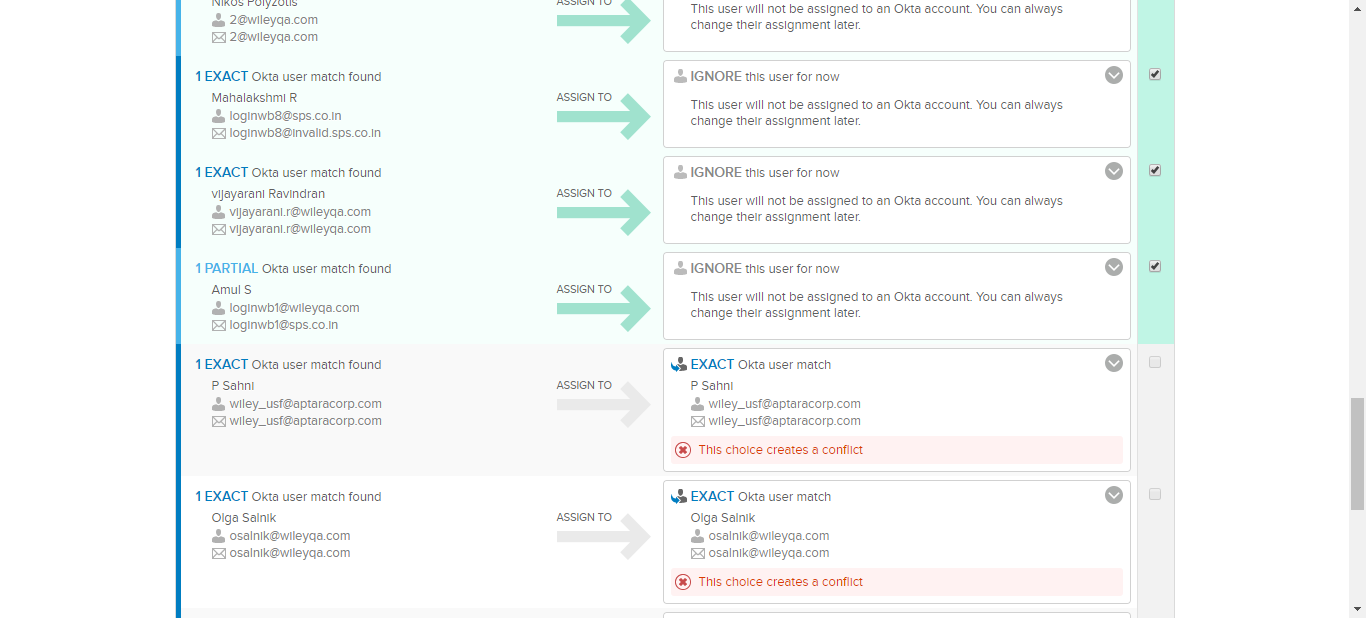 Nikos Polyzotis
2@wileyqa.com
2@wileyqa.com
ASSIGN TO
This user will not be assigned to an Okta account. You can always
change their assignment later.
1 EXACT Okta user match found
Mahalakshmi R
loginwb8@sps.co.in
loginwb8@invalid.sps.co.in
ASSIGN TO
IGNORE this user for now
This user will not be assigned to an Okta account. You can always
change their assignment later.
1 EXACT Okta user match found
vijayarani Ravindran
vijayarani.r@wileyqa.com
vijayarani.r@wileyqa.com
ASSIGN TO
IGNORE this user for now
This user will not be assigned to an Okta account. You can always
change their assignment later.
1 PARTIAL Okta user match found
Amul S
loginwb1@wileyqa.com
loginwb1@sps.co.in
ASSIGN TO
IGNORE this user for now
This user will not be assigned to an Okta account. You can always
change their assignment later.
1 EXACT Okta user match found
P Sahni
wiley_usf@aptaracorp.com
wiley_usf@aptaracorp.com
ASSIGN TO
EXACT Okta user match
P Sahni
wiley_usf@aptaracorp.com
wiley_usf@aptaracorp.com
This choice creates a conflict
1 EXACT Okta user match found
Olga Salnik
osalnik@wileyqa.com
osalnik@wileyqa.com
ASSIGN TO
EXACT Okta user match
Olga Salnik
osalnik@wileyqa.com
osalnik@wileyqa.com
This choice creates a conflict